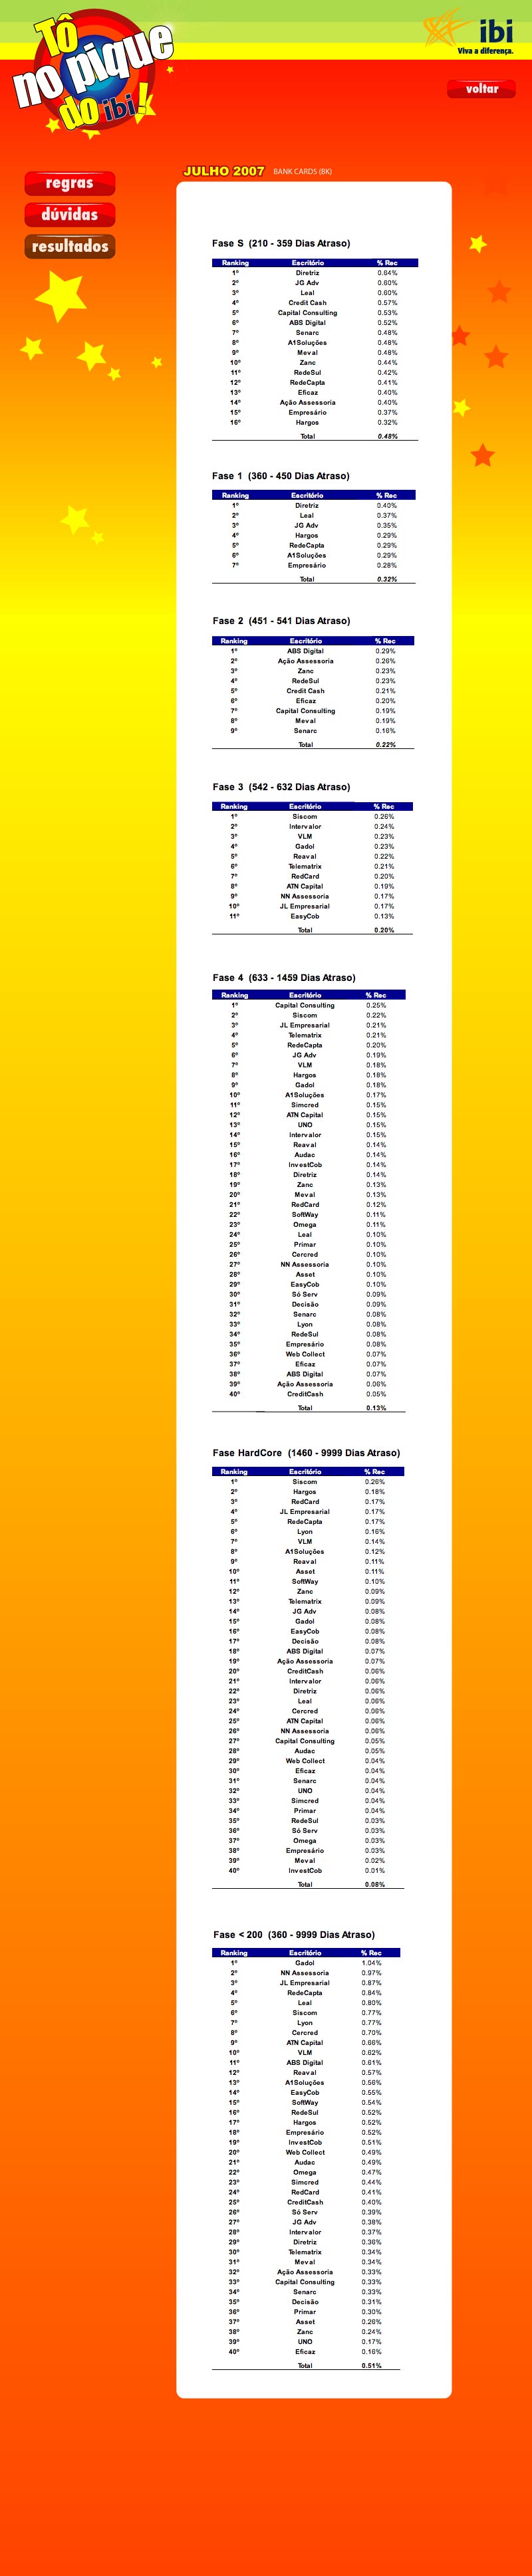 Tô
no pique
do ibi!
ibi
Viva a diferença.
voltar
regras
dúvidas
resultados
JULHO 2007 BANK CARDS (BK)
Fase S (210 - 359 Dias Atraso)
Ranking Escritório % Rec
1º Diretriz 0.64%
2º JG Adv 0.60%
3º Leal 0.60%
4º Credit Cash 0.57%
5º Capital Consulting 0.53%
6º ABS Digital 0.52%
7º Senarc 0.48%
8º A1Soluções 0.48%
9º Meval 0.48%
10º Zanc 0.44%
11º RedeSul 0.42%
12º RedeCapta 0.41%
13º Eficaz 0.40%
14º Ação Assessoria 0.40%
15º Empresário 0.37%
16º Hargos 0.32%
Total 0.48%
Fase 1 (360 - 450 Dias Atraso)
Ranking Escritório % Rec
1º Diretriz 0.40%
2º Leal 0.37%
3º JG Adv 0.35%
4º Hargos 0.29%
5º RedeCapta 0.29%
6º A1Soluções 0.29%
7º Empresário 0.28%
Total 0.32%
Fase 2 (451 - 541 Dias Atraso)
Ranking Escritório % Rec
1º ABS Digital 0.29%
2º Ação Assessoria 0.26%
3º Zanc 0.23%
4º RedeSul 0.23%
5º Credit Cash 0.21%
6º Eficaz 0.20%
7º Capital Consulting 0.19%
8º Meval 0.19%
9º Senarc 0.16%
Total 0.22%
Fase 3 (542 - 632 Dias Atraso)
Ranking Escritório % Rec
1º Siscom 0.26%
2º Intervalor 0.24%
3º VLM 0.23%
4º Gadol 0.23%
5º Reaval 0.22%
6º Telematrix 0.21%
7º RedCard 0.20%
8º ATN Capital 0.19%
9º NN Assessoria 0.17%
10º JL Empresarial 0.17%
11º EasyCob 0.13%
Total 0.20%
Fase 4 (633 - 1459 Dias Atraso)
Ranking Escritório % Rec
1º Capital Consulting 0.25%
2º Siscom 0.22%
3º JL Empresarial 0.21%
4º Telematrix 0.21%
5º RedeCapta 0.20%
6º JG Adv 0.19%
7º VLM 0.18%
8º Hargos 0.18%
9º Gadol 0.18%
10º A1Soluções 0.17%
11º Simcred 0.15%
12º ATN Capital 0.15%
13º UNO 0.15%
14º Intervalor 0.15%
15º Reaval 0.14%
16º Audac 0.14%
17º InvestCob 0.14%
18º Diretriz 0.14%
19º Zanc 0.13%
20º Meval 0.13%
21º RedCard 0.12%
22º SoftWay 0.11%
23º Omega 0.11%
24º Leal 0.10%
25º Primar 0.10%
26º Cercred 0.10%
27º NN Assessoria 0.10%
28º Asset 0.10%
29º EasyCob 0.10%
30º Só Serv 0.09%
31º Decisão 0.09%
32º Senarc 0.08%
33º Lyon 0.08%
34º RedeSul 0.08%
35º Empresário 0.08%
36º Web Collect 0.07%
37º Eficaz 0.07%
38º ABS Digital 0.07%
39º Ação Assessoria 0.06%
40º CreditCash 0.05%
Total 0.13%
Fase HardCore (1460 - 9999 Dias Atraso)
Ranking Escritório % Rec
1º Siscom 0.26%
2º Hargos 0.18%
3º RedCard 0.17%
4º JL Empresarial 0.17%
5º RedeCapta 0.17%
6º Lyon 0.16%
7º VLM 0.14%
8º A1Soluções 0.12%
9º Reaval 0.11%
10º Asset 0.11%
11º SoftWay 0.10%
12º Zanc 0.09%
13º Telematrix 0.09%
14º JG Adv 0.08%
15º Gadol 0.08%
16º EasyCob 0.08%
17º Decisão 0.08%
18º ABS Digital 0.07%
19º Ação Assessoria 0.07%
20º CreditCash 0.06%
21º Intervalor 0.06%
22º Diretriz 0.06%
23º Leal 0.06%
24º Cercred 0.06%
25º ATN Capital 0.06%
26º NN Assessoria 0.06%
27º Capital Consulting 0.05%
28º Audac 0.05%
29º Web Collect 0.04%
30º Eficaz 0.04%
31º Senarc 0.04%
32º UNO 0.04%
33º Simcred 0.04%
34º Primar 0.04%
35º RedeSul 0.03%
36º Só Serv 0.03%
37º Omega 0.03%
38º Empresário 0.03%
39º Meval 0.02%
40º InvestCob 0.01%
Total 0.08%
Fase < 200 (360 - 9999 Dias Atraso)
Ranking Escritório % Rec
1º Gadol 1.04%
2º NN Assessoria 0.97%
3º JL Empresarial 0.87%
4º RedeCapta 0.84%
5º Leal 0.80%
6º Siscom 0.77%
7º Lyon 0.77%
8º Cercred 0.70%
9º ATN Capital 0.66%
10º VLM 0.62%
11º ABS Digital 0.61%
12º Reaval 0.57%
13º A1Soluções 0.56%
14º EasyCob 0.55%
15º SoftWay 0.54%
16º RedeSul 0.52%
17º Hargos 0.52%
18º Empresário 0.52%
19º InvestCob 0.51%
20º Web Collect 0.49%
21º Audac 0.49%
22º Omega 0.47%
23º Simcred 0.44%
24º RedCard 0.41%
25º CreditCash 0.40%
26º Só Serv 0.39%
27º JG Adv 0.38%
28º Intervalor 0.37%
29º Diretriz 0.36%
30º Telematrix 0.34%
31º Meval 0.34%
32º Ação Assessoria 0.33%
33º Capital Consulting 0.33%
34º Senarc 0.33%
35º Decisão 0.31%
36º Primar 0.30%
37º Asset 0.26%
38º Zanc 0.24%
39º UNO 0.17%
40º Eficaz 0.16%
Total 0.51%